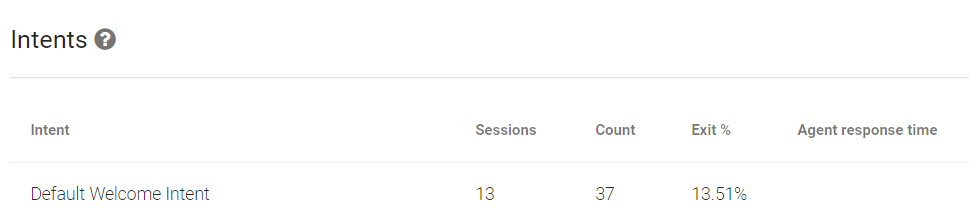 Intents ?
Intent Sessions Count Exit % Agent response time
Default Welcome Intent 13 37 13.51%